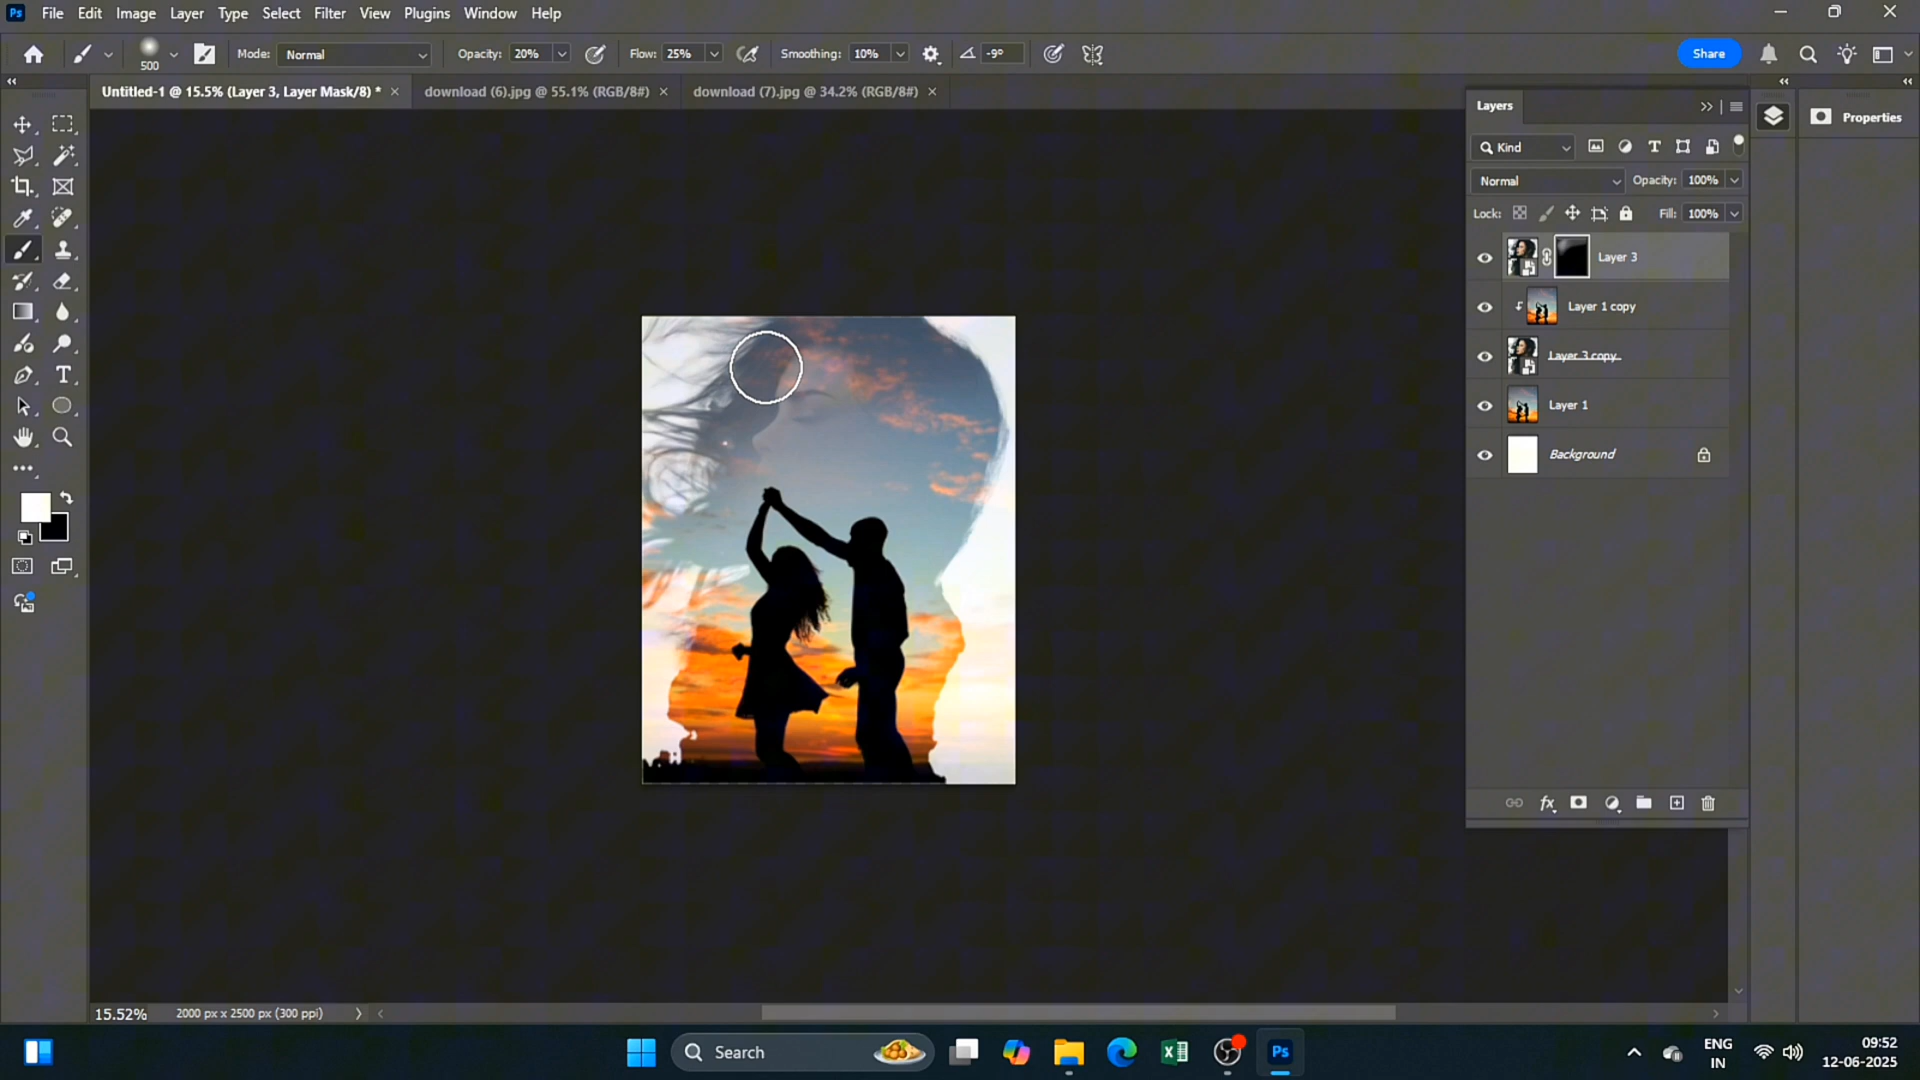 Ps File Edit Image Layer Type Select Filter View Plugins Window Help
500 Mode: Normal Opacity: 20% Flow: 25% Smoothing: 10% -9° Share
Untitled-1 @ 15.5% (Layer 3, Layer Mask/8) * × download (6).jpg @ 55.1% (RGB/8#) × download (7).jpg @ 34.2% (RGB/8#) ×
Layers
Properties
Kind
Normal Opacity: 100%
Lock: Fill: 100%
Layer 3
Layer 1 copy
Layer 3 copy
Layer 1
Background
fx
15.52% 2000 px x 2500 px (300 ppi)
Search
Ps
ENG
IN
09:52
12-06-2025